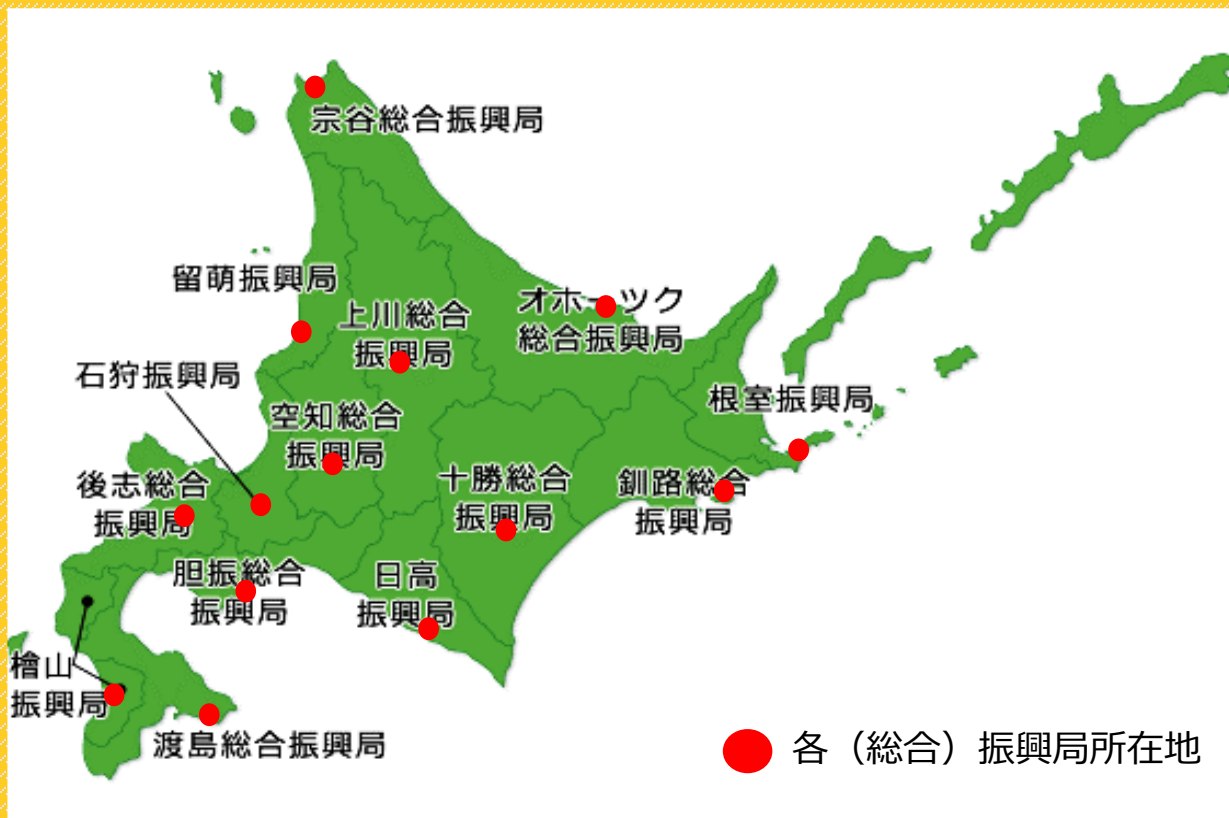 宗谷総合振興局
留萌振興局
上川総合
振興局
オホーツク
総合振興局
石狩振興局
空知総合
振興局
根室振興局
後志総合
振興局
十勝総合
振興局
釧路総合
振興局
胆振総合
振興局
日高
振興局
檜山
振興局
渡島総合振興局
各（総合）振興局所在地